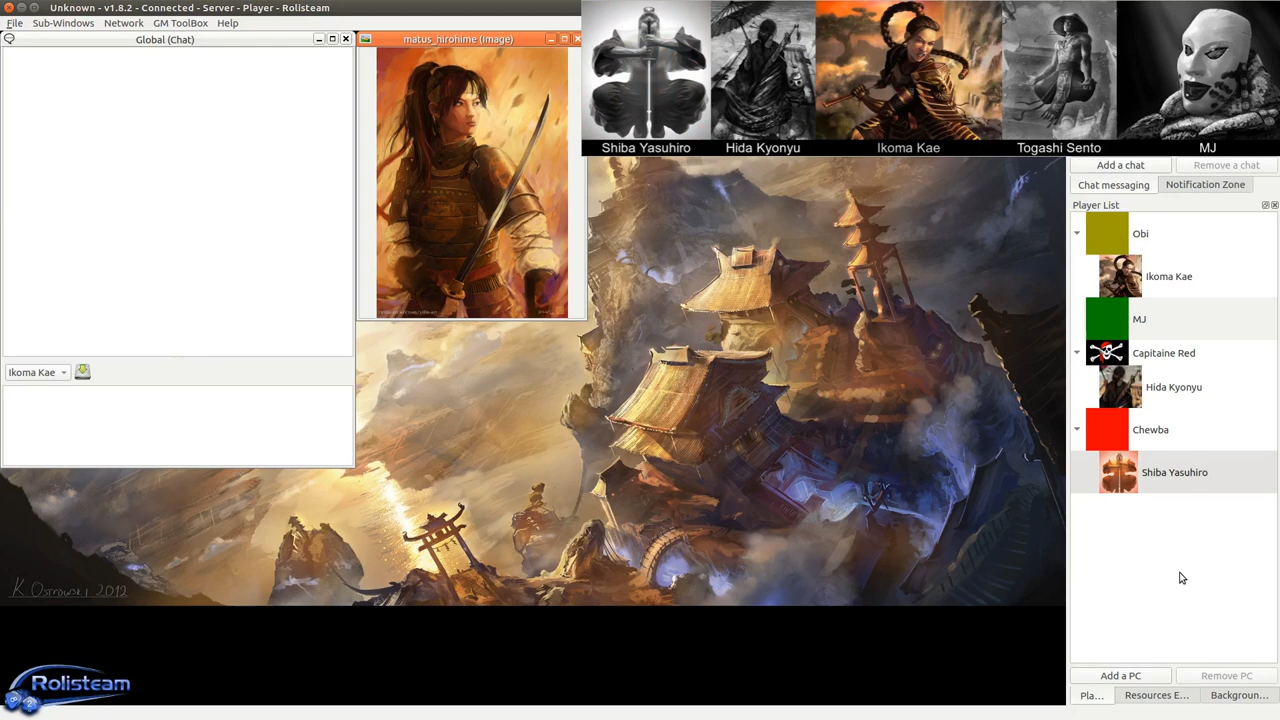 Unknown - v1.8.2 - Connected - Server - Player - Rolisteam
File Sub-Windows Network GM ToolBox Help
Global (Chat)
matus_hirohime (Image)
Shiba Yasuhiro Hida Kyonyu Ikoma Kae Togashi Sento MJ
Add a chat Remove a chat
Chat messaging Notification Zone
Player List
Obi
Ikoma Kae
MJ
Capitaine Red
Hida Kyonyu
Chewba
Shiba Yasuhiro
Ikoma Kae
K Ostrowski 2012
Rolisteam
Add a PC Remove PC
Pla... Resources E... Backgroun...